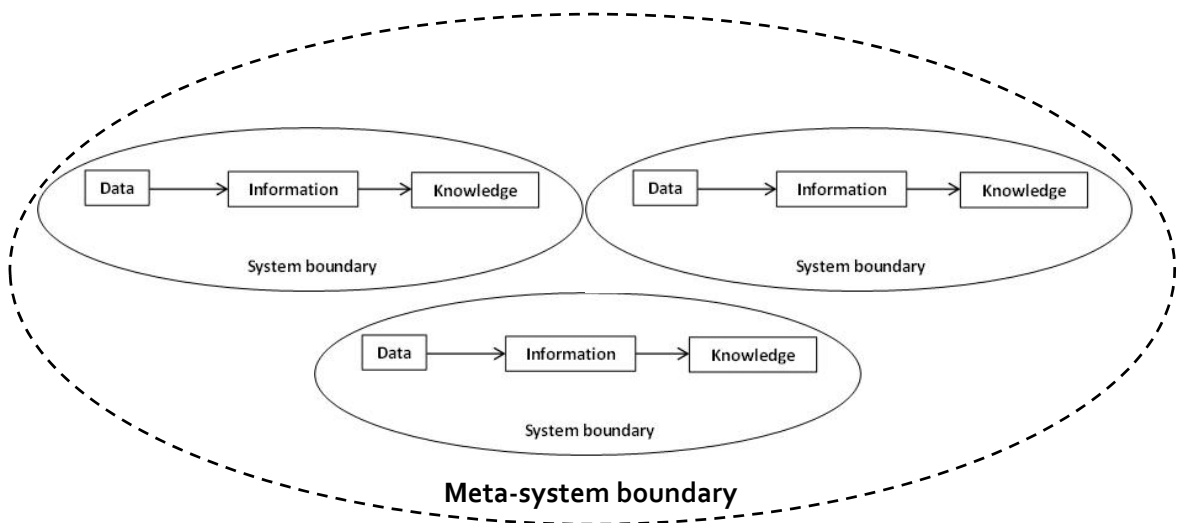 Data
Information
Knowledge
System boundary
Data
Information
Knowledge
System boundary
Data
Information
Knowledge
System boundary
Meta-system boundary